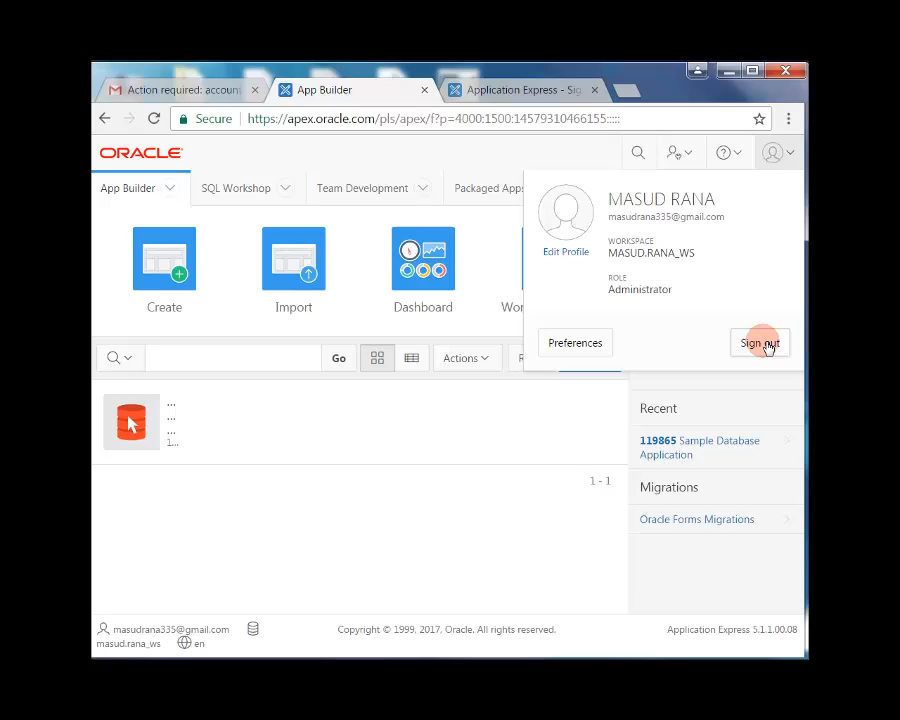 Action required: accoun
App Builder
Application Express - Sig
Secure
https://apex.oracle.com/pls/apex/f?p=4000:1500:14579310466155:::::
ORACLE
App Builder
SQL Workshop
Team Development
Packaged Apps
MASUD RANA
masudrana335@gmail.com
Edit Profile
WORKSPACE
MASUD.RANA_WS
ROLE
Administrator
Preferences
Sign out
Create
Import
Dashboard
Wor
Go
Actions
R
...
...
...
1...
1 - 1
Recent
119865 Sample Database
Application
Migrations
Oracle Forms Migrations
masudrana335@gmail.com
masud.rana_ws
en
Copyright © 1999, 2017, Oracle. All rights reserved.
Application Express 5.1.1.00.08